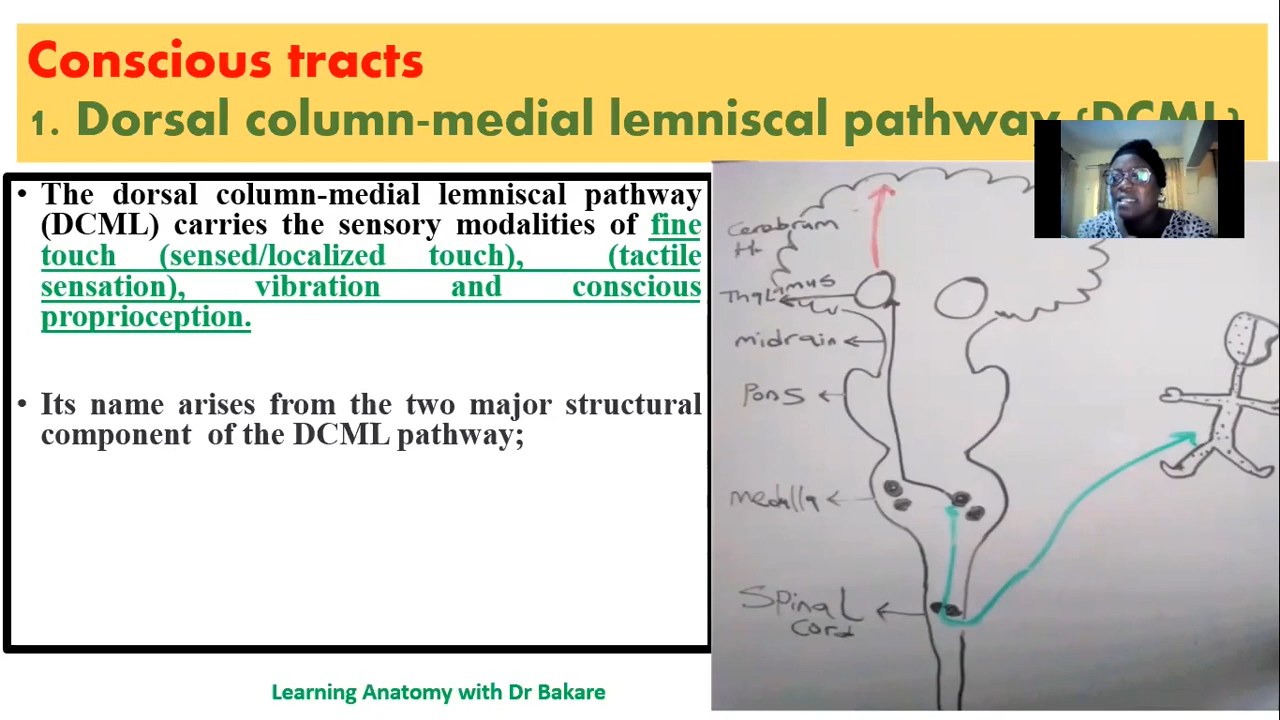 Conscious tracts
1. Dorsal column-medial lemniscal pathway (DCML)
• The dorsal column-medial lemniscal pathway
(DCML) carries the sensory modalities of fine
touch (sensed/localized touch), (tactile
sensation), vibration and conscious
proprioception.
• Its name arises from the two major structural
component of the DCML pathway;
Cerebrum
Thalamus
midrain
Pons
medulla
Spinal
Cord
Learning Anatomy with Dr Bakare